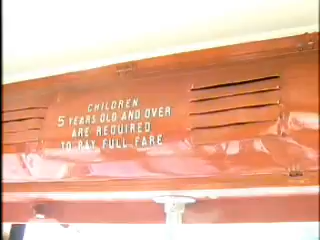 CHILDREN
5 YEARS OLD AND OVER
ARE REQUIRED
TO PAY FULL FARE